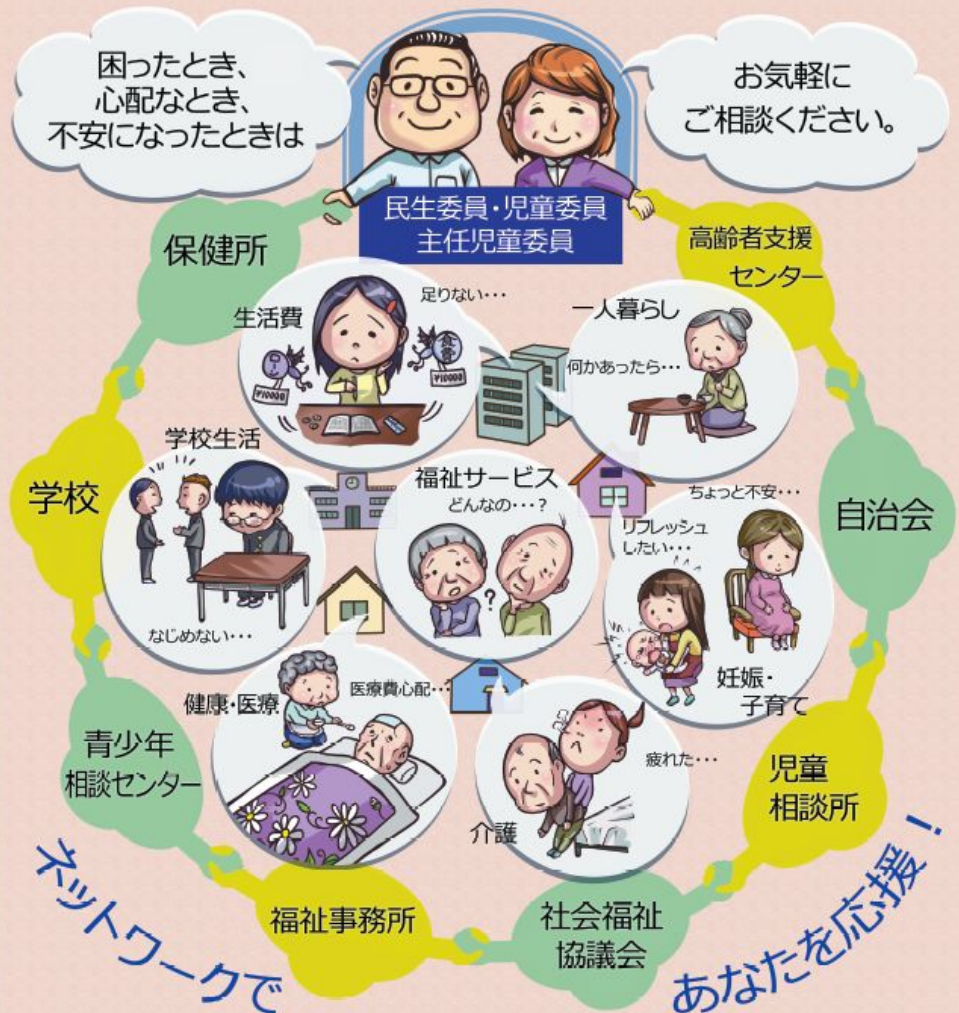 困ったとき、
心配なとき、
不安になったときは
お気軽に
ご相談ください。
民生委員・児童委員
主任児童委員
保健所
高齢者支援
センター
生活費
足りない・・・
ローン
¥10000
食費
¥10000
一人暮らし
何かあったら・・・
学校
学校生活
なじめない・・・
福祉サービス
どんなの・・・?
?
ちょっと不安・・・
リフレッシュ
したい・・・
妊娠・
子育て
自治会
健康・医療
医療費心配・・・
疲れた・・・
介護
青少年
相談センター
児童
相談所
福祉事務所
社会福祉
協議会
ネットワークで
あなたを応援!